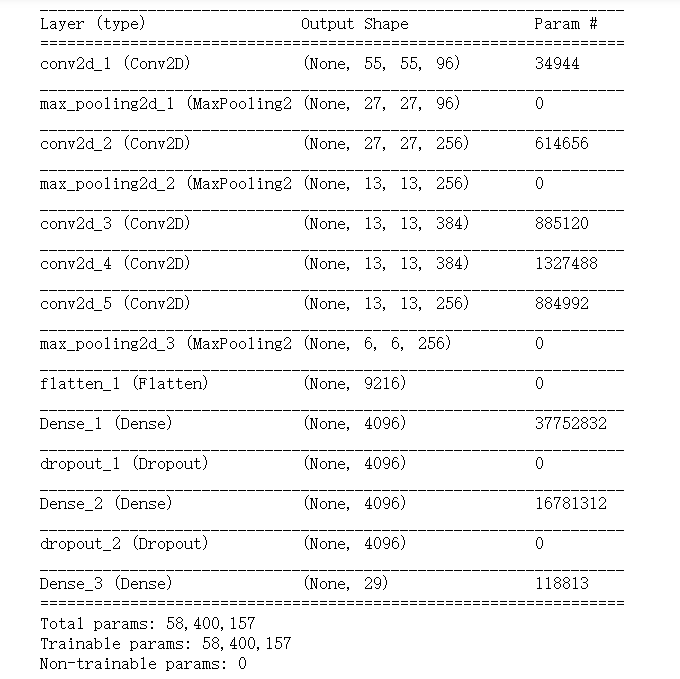 Layer (type) Output Shape Param #
conv2d_1 (Conv2D) (None, 55, 55, 96) 34944
max_pooling2d_1 (MaxPooling2 (None, 27, 27, 96) 0
conv2d_2 (Conv2D) (None, 27, 27, 256) 614656
max_pooling2d_2 (MaxPooling2 (None, 13, 13, 256) 0
conv2d_3 (Conv2D) (None, 13, 13, 384) 885120
conv2d_4 (Conv2D) (None, 13, 13, 384) 1327488
conv2d_5 (Conv2D) (None, 13, 13, 256) 884992
max_pooling2d_3 (MaxPooling2 (None, 6, 6, 256) 0
flatten_1 (Flatten) (None, 9216) 0
Dense_1 (Dense) (None, 4096) 37752832
dropout_1 (Dropout) (None, 4096) 0
Dense_2 (Dense) (None, 4096) 16781312
dropout_2 (Dropout) (None, 4096) 0
Dense_3 (Dense) (None, 29) 118813
Total params: 58,400,157
Trainable params: 58,400,157
Non-trainable params: 0